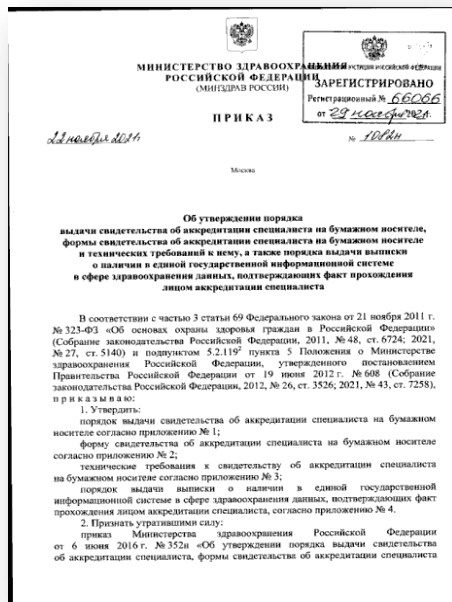 МИНИСТЕРСТВО ЗДРАВООХРАНЕНИЯ
РОССИЙСКОЙ ФЕДЕРАЦИИ
(МИНЗДРАВ РОССИИ)
ЮСТИЦИИ РОССИЙСКОЙ ФЕДЕРАЦИИ
ЗАРЕГИСТРИРОВАНО
Регистрационный № 66066
от 29 ноября 2021.
ПРИКАЗ
22 ноября 2021г.
№ 1082н
Москва
Об утверждении порядка
выдачи свидетельства об аккредитации специалиста на бумажном носителе,
формы свидетельства об аккредитации специалиста на бумажном носителе
и технических требований к нему, а также порядка выдачи выписки
о наличии в единой государственной информационной системе
в сфере здравоохранения данных, подтверждающих факт прохождения
лицом аккредитации специалиста
В соответствии с частью 3 статьи 69 Федерального закона от 21 ноября 2011 г.
№ 323-ФЗ «Об основах охраны здоровья граждан в Российской Федерации»
(Собрание законодательства Российской Федерации, 2011, № 48, ст. 6724; 2021,
№ 27, ст. 5140) и подпунктом 5.2.119² пункта 5 Положения о Министерстве
здравоохранения Российской Федерации, утвержденного постановлением
Правительства Российской Федерации от 19 июня 2012 г. № 608 (Собрание
законодательства Российской Федерации, 2012, № 26, ст. 3526; 2021, № 43, ст. 7258),
приказываю:
1. Утвердить:
порядок выдачи свидетельства об аккредитации специалиста на бумажном
носителе согласно приложению № 1;
форму свидетельства об аккредитации специалиста на бумажном носителе
согласно приложению № 2;
технические требования к свидетельству об аккредитации специалиста
на бумажном носителе согласно приложению № 3;
порядок выдачи выписки о наличии в единой государственной
информационной системе в сфере здравоохранения данных, подтверждающих факт
прохождения лицом аккредитации специалиста, согласно приложению № 4.
2. Признать утратившими силу:
приказ Министерства здравоохранения Российской Федерации
от 6 июня 2016 г. № 352н «Об утверждении порядка выдачи свидетельства
об аккредитации специалиста, формы свидетельства об аккредитации специалиста